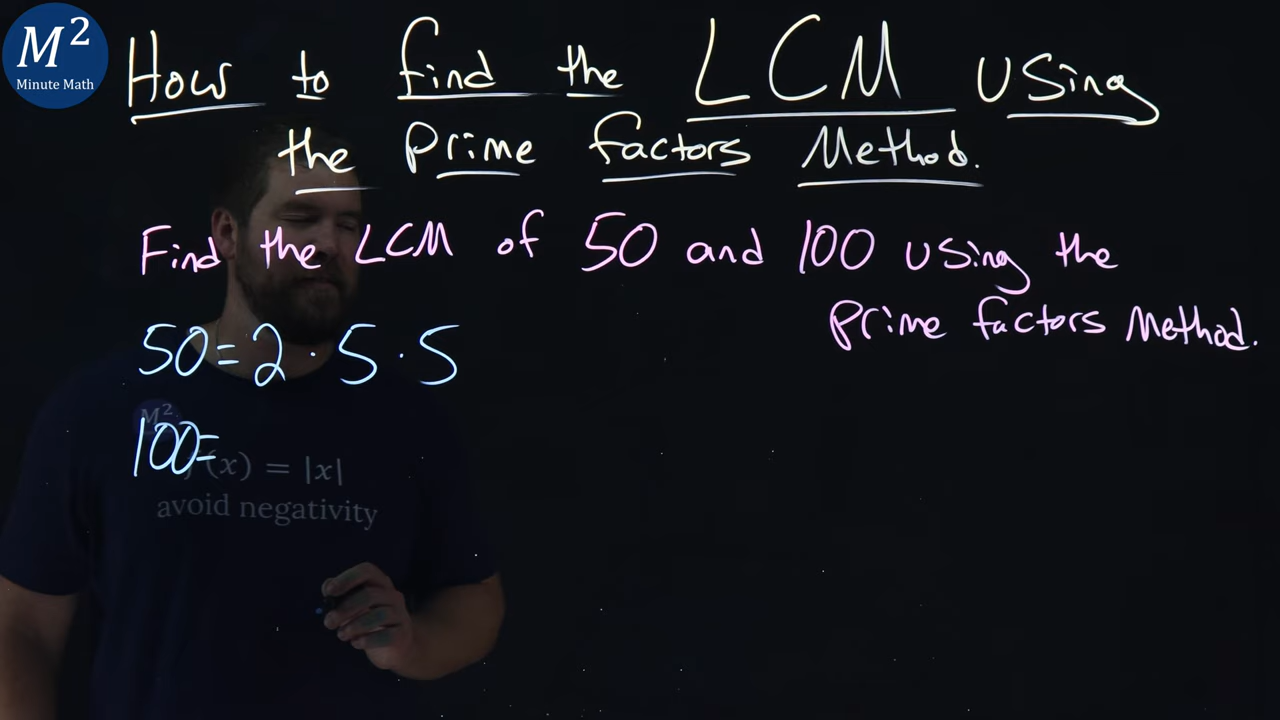 M²
Minute Math
How to find the LCM using
the Prime factors Method.
Find the LCM of 50 and 100 using the
Prime factors Method.
50=2·5·5
M²
100=
f(x) = |x|
avoid negativity